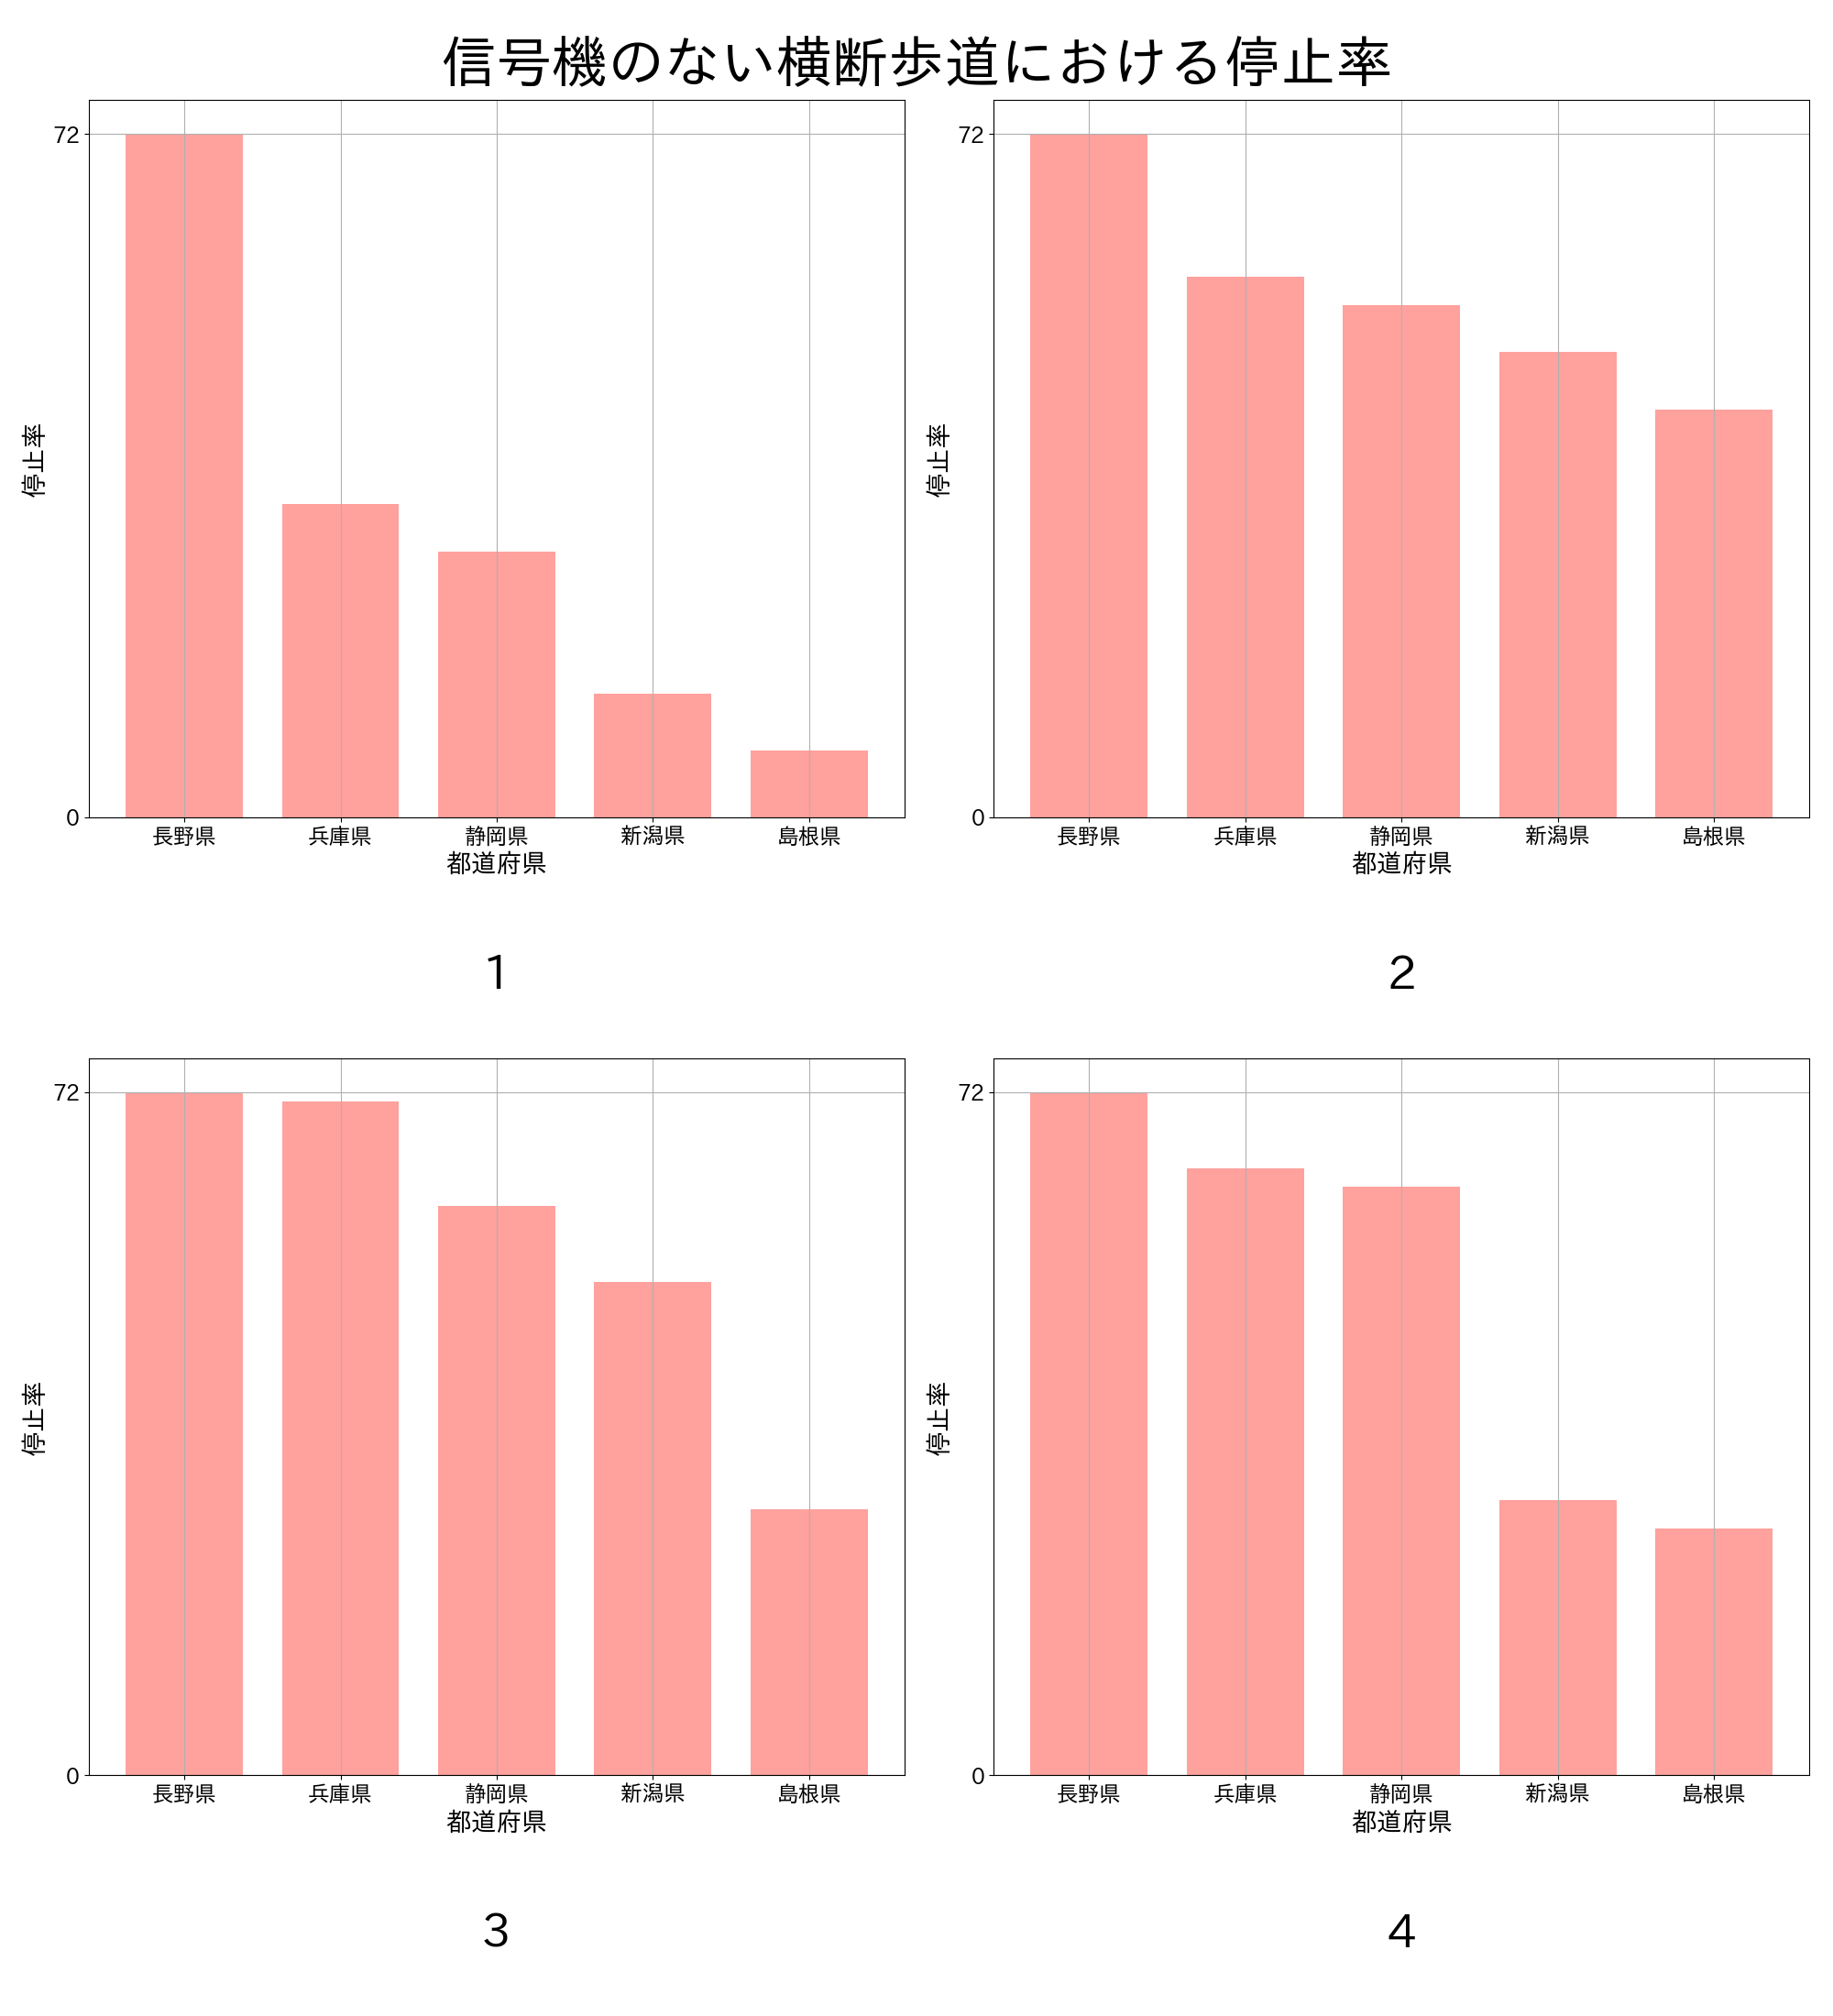 信号機のない横断歩道における停止率
72
停止率
0
長野県 兵庫県 静岡県 新潟県 島根県
都道府県
1
72
停止率
0
長野県 兵庫県 静岡県 新潟県 島根県
都道府県
2
72
停止率
0
長野県 兵庫県 静岡県 新潟県 島根県
都道府県
3
72
停止率
0
長野県 兵庫県 静岡県 新潟県 島根県
都道府県
4